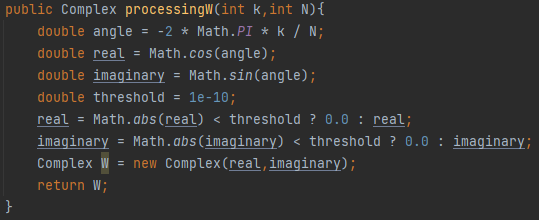 public Complex processingW(int k,int N){
    double angle = -2 * Math.PI * k / N;
    double real = Math.cos(angle);
    double imaginary = Math.sin(angle);
    double threshold = 1e-10;
    real = Math.abs(real) < threshold ? 0.0 : real;
    imaginary = Math.abs(imaginary) < threshold ? 0.0 : imaginary;
    Complex W = new Complex(real,imaginary);
    return W;
}